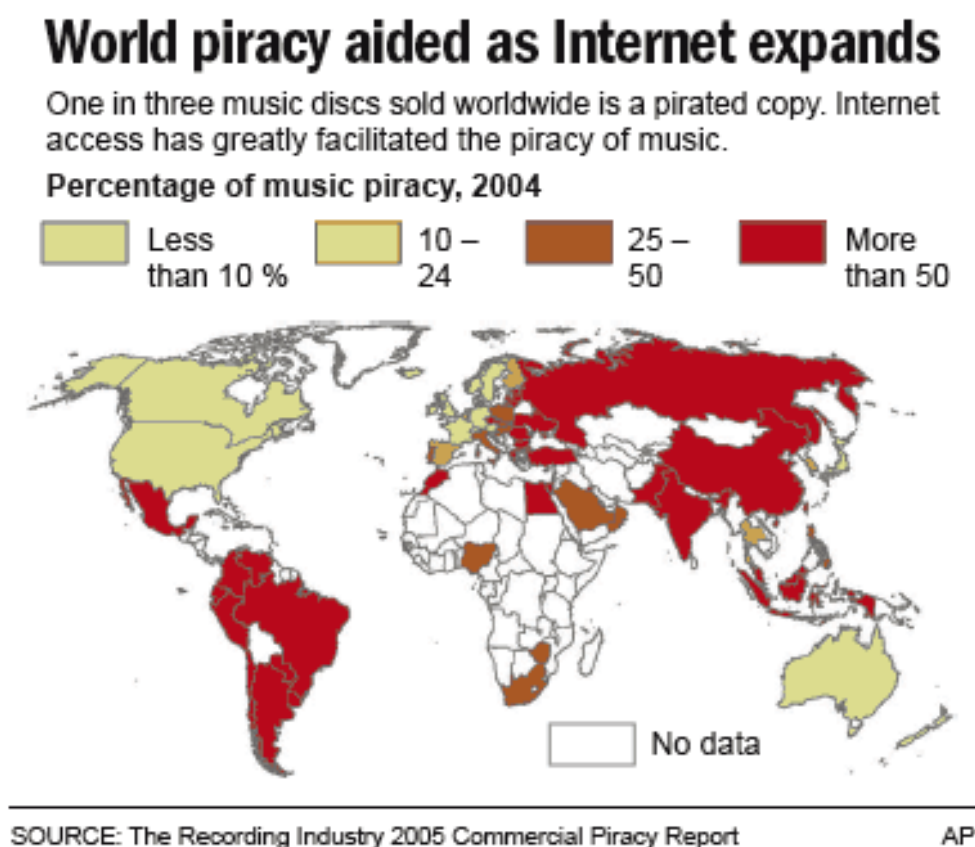 World piracy aided as Internet expands
One in three music discs sold worldwide is a pirated copy. Internet
access has greatly facilitated the piracy of music.
Percentage of music piracy, 2004
Less
than 10 %
10 –
24
25 –
50
More
than 50
No data
SOURCE: The Recording Industry 2005 Commercial Piracy Report AP